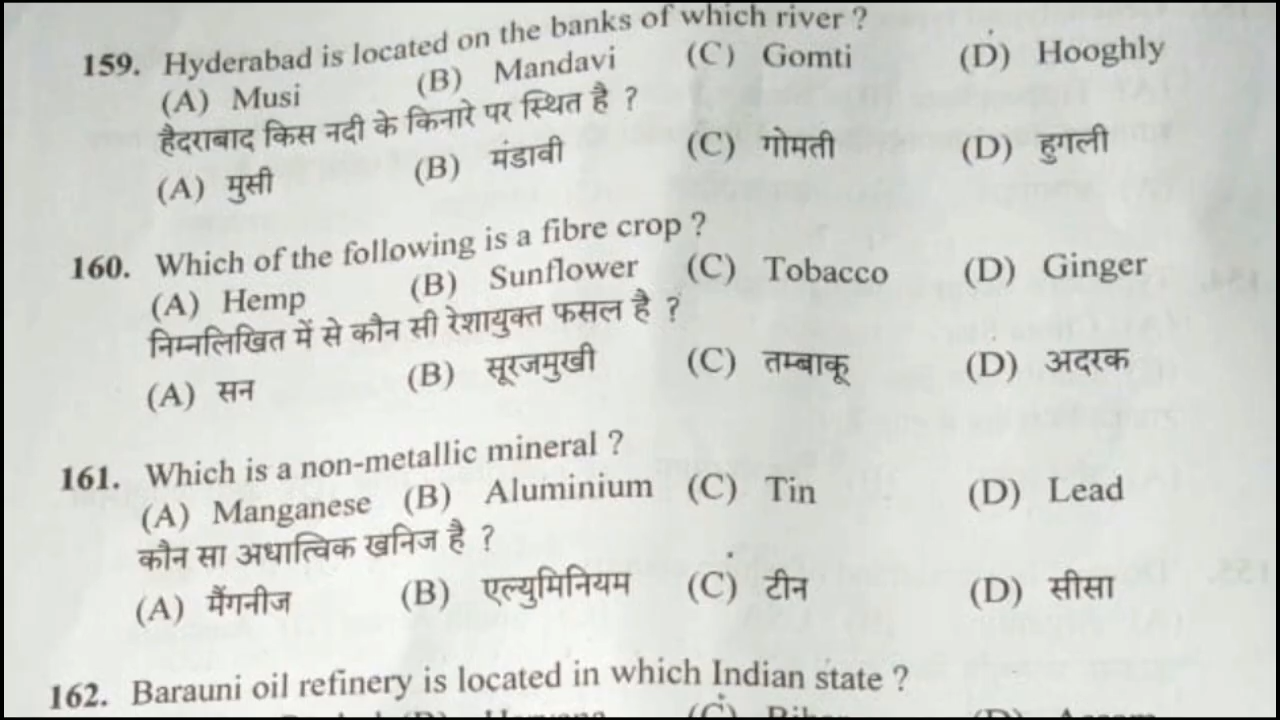 159. Hyderabad is located on the banks of which river ?
(A) Musi (B) Mandavi (C) Gomti (D) Hooghly
हैदराबाद किस नदी के किनारे पर स्थित है ?
(A) मुसी (B) मंडावी (C) गोमती (D) हुगली
160. Which of the following is a fibre crop ?
(A) Hemp (B) Sunflower (C) Tobacco (D) Ginger
निम्नलिखित में से कौन सी रेशायुक्त फसल है ?
(A) सन (B) सूरजमुखी (C) तम्बाकू (D) अदरक
161. Which is a non-metallic mineral ?
(A) Manganese (B) Aluminium (C) Tin (D) Lead
कौन सा अधात्विक खनिज है ?
(A) मैंगनीज (B) एल्युमिनियम (C) टीन (D) सीसा
162. Barauni oil refinery is located in which Indian state ?
(B) Haryana (C) Bihar (D) Assam